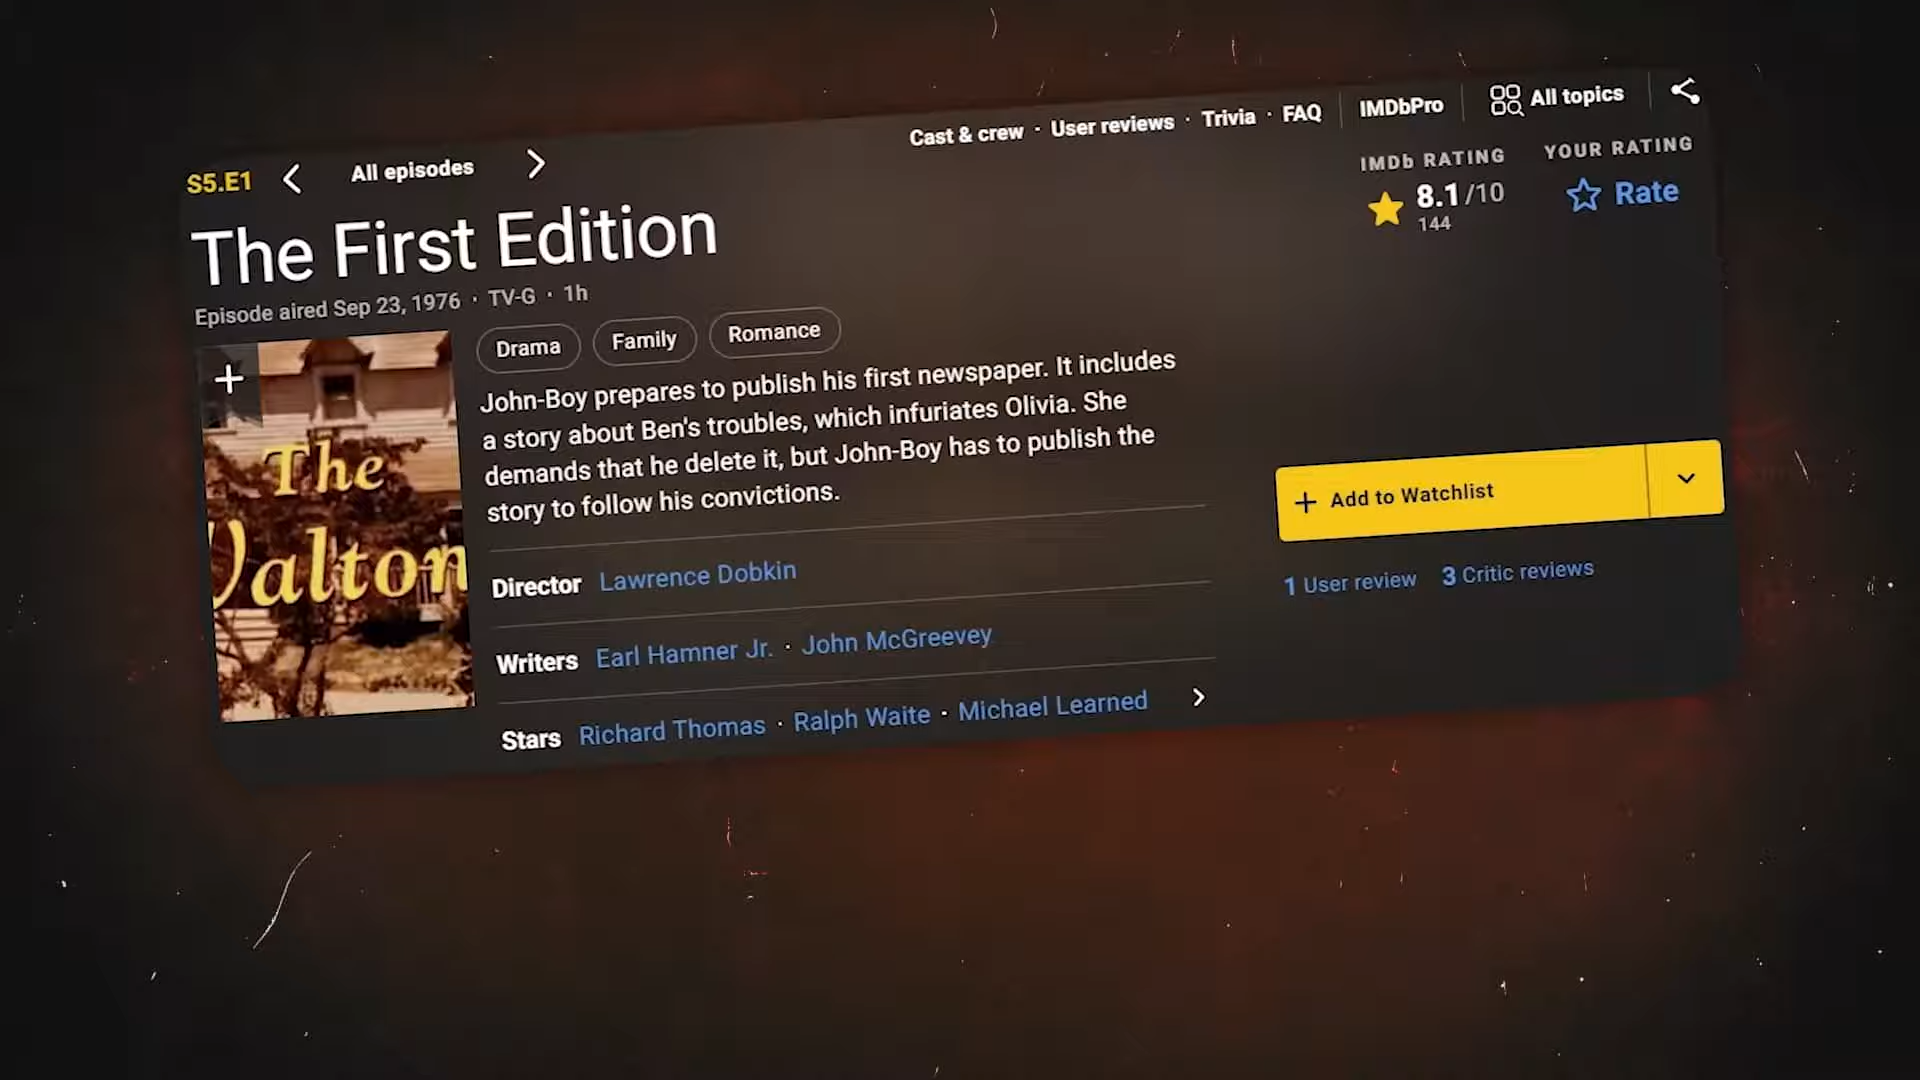 Cast & crew · User reviews · Trivia · FAQ IMDbPro All topics
S5.E1 All episodes
The First Edition
Episode aired Sep 23, 1976 · TV-G · 1h
IMDb RATING YOUR RATING
8.1/10 Rate
144
The
Walton
Drama Family Romance
John-Boy prepares to publish his first newspaper. It includes
a story about Ben's troubles, which infuriates Olivia. She
demands that he delete it, but John-Boy has to publish the
story to follow his convictions.
Director Lawrence Dobkin
Writers Earl Hamner Jr. · John McGreevey
Stars Richard Thomas · Ralph Waite · Michael Learned
+ Add to Watchlist
1 User review 3 Critic reviews